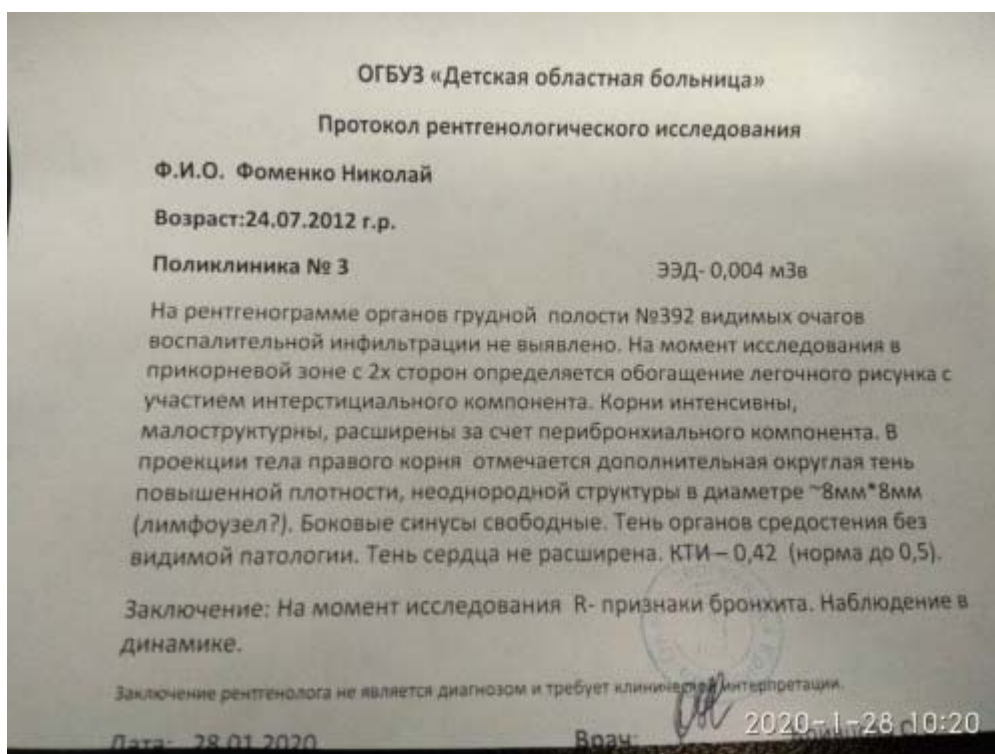 ОГБУЗ «Детская областная больница»
Протокол рентгенологического исследования
Ф.И.О. Фоменко Николай
Возраст:24.07.2012 г.р.
Поликлиника № 3 ЭЭД- 0,004 мЗв
На рентгенограмме органов грудной полости №392 видимых очагов
воспалительной инфильтрации не выявлено. На момент исследования в
прикорневой зоне с 2х сторон определяется обогащение легочного рисунка с
участием интерстициального компонента. Корни интенсивны,
малоструктурны, расширены за счет перибронхиального компонента. В
проекции тела правого корня отмечается дополнительная округлая тень
повышенной плотности, неоднородной структуры в диаметре ~8мм*8мм
(лимфоузел?). Боковые синусы свободные. Тень органов средостения без
видимой патологии. Тень сердца не расширена. КТИ – 0,42 (норма до 0,5).
Заключение: На момент исследования R- признаки бронхита. Наблюдение в
динамике.
Заключение рентгенолога не является диагнозом и требует клинической интерпретации.
Дата: 28.01.2020 Врач:
2020-1-28 10:20